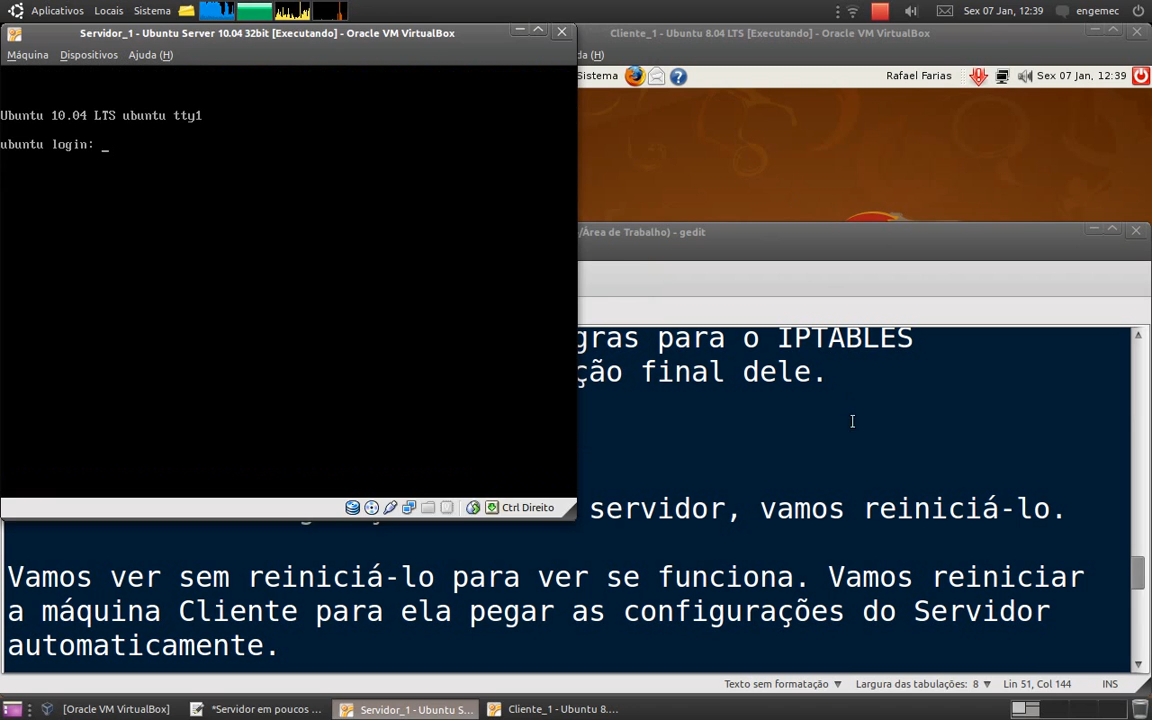 Aplicativos Locais Sistema Sex 07 Jan, 12:39 engemec
Servidor_1 - Ubuntu Server 10.04 32bit [Executando] - Oracle VM VirtualBox
Cliente_1 - Ubuntu 8.04 LTS [Executando] - Oracle VM VirtualBox
Máquina Dispositivos Ajuda (H)
da (H)
Sistema Rafael Farias Sex 07 Jan, 12:39
Ubuntu 10.04 LTS ubuntu tty1
ubuntu login: _
/Área de Trabalho) - gedit
gras para o IPTABLES
ção final dele.
Ctrl Direito
servidor, vamos reiniciá-lo.
Vamos ver sem reiniciá-lo para ver se funciona. Vamos reiniciar
a máquina Cliente para ela pegar as configurações do Servidor
automaticamente.
Texto sem formatação Largura das tabulações: 8 Lin 51, Col 144 INS
[Oracle VM VirtualBox] *Servidor em poucos ... Servidor_1 - Ubuntu S... Cliente_1 - Ubuntu 8....